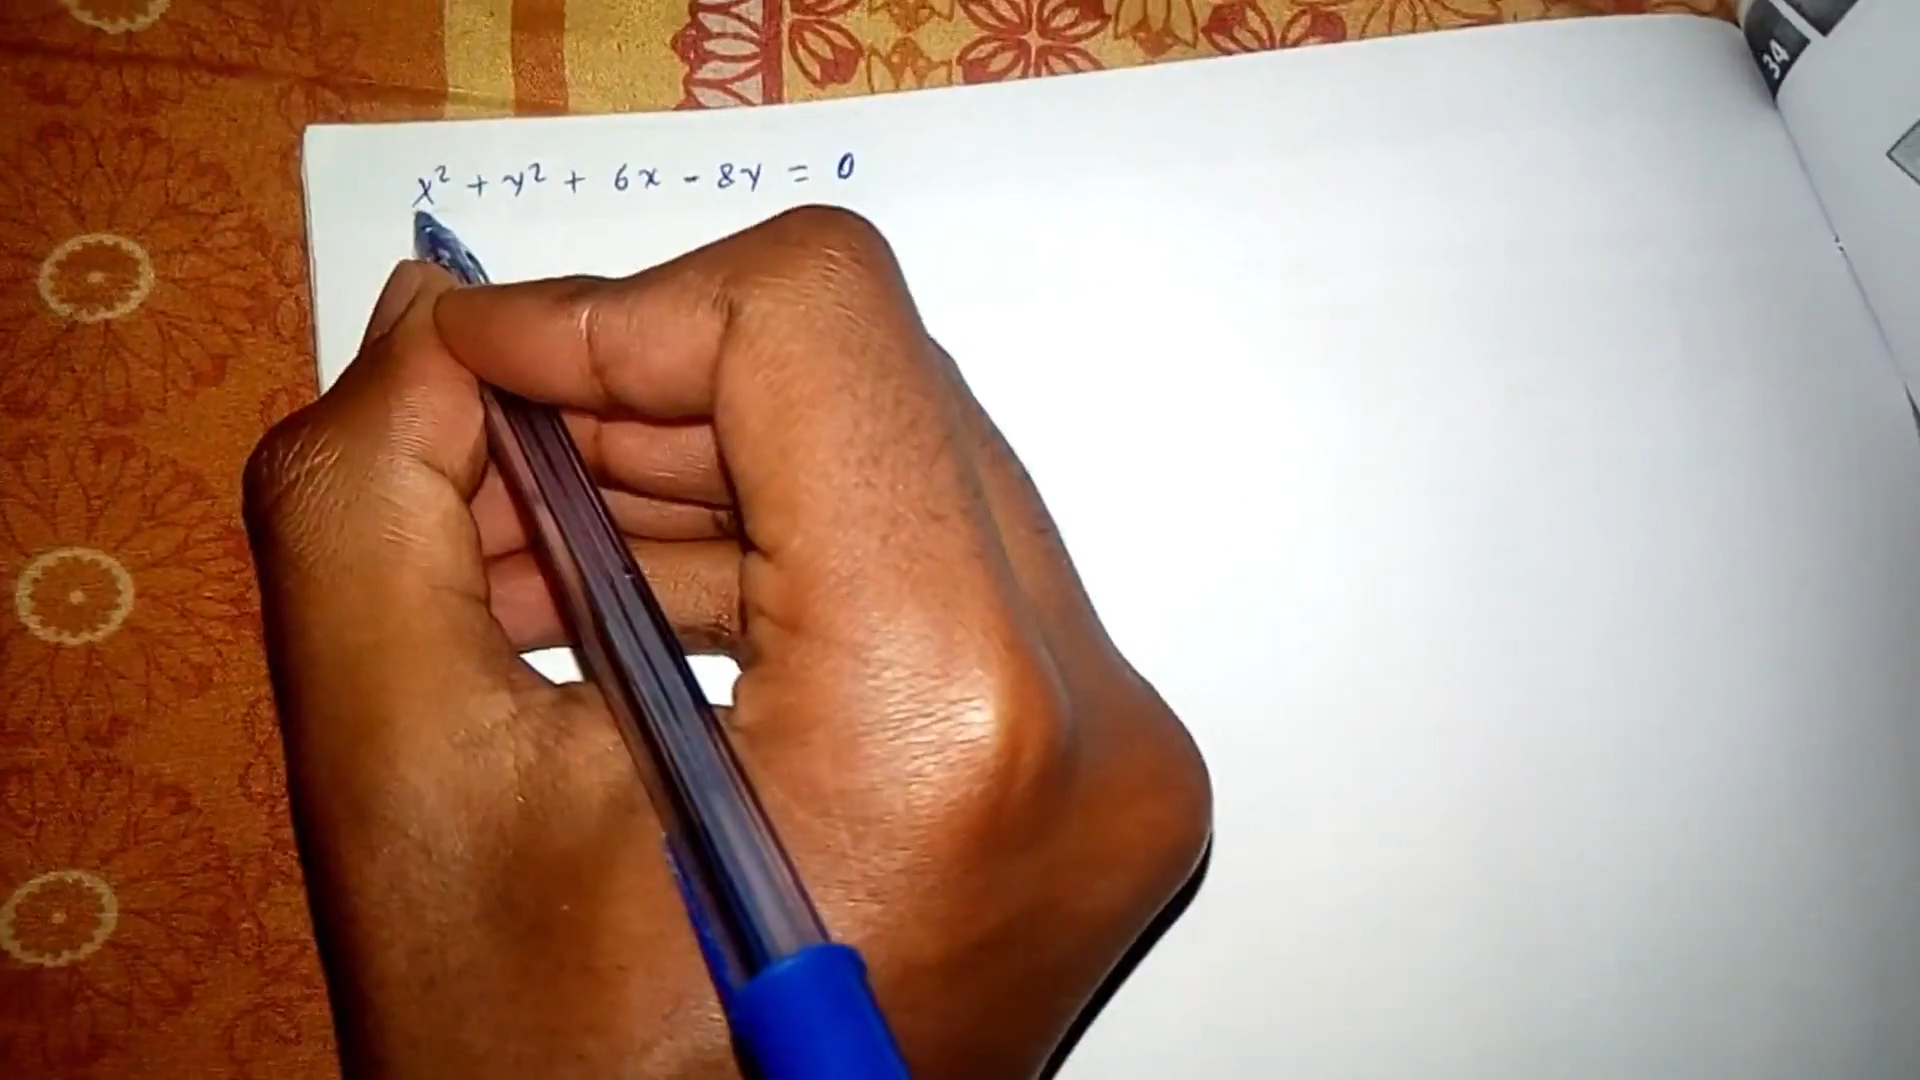 x² + y² + 6x - 8y = 0
34